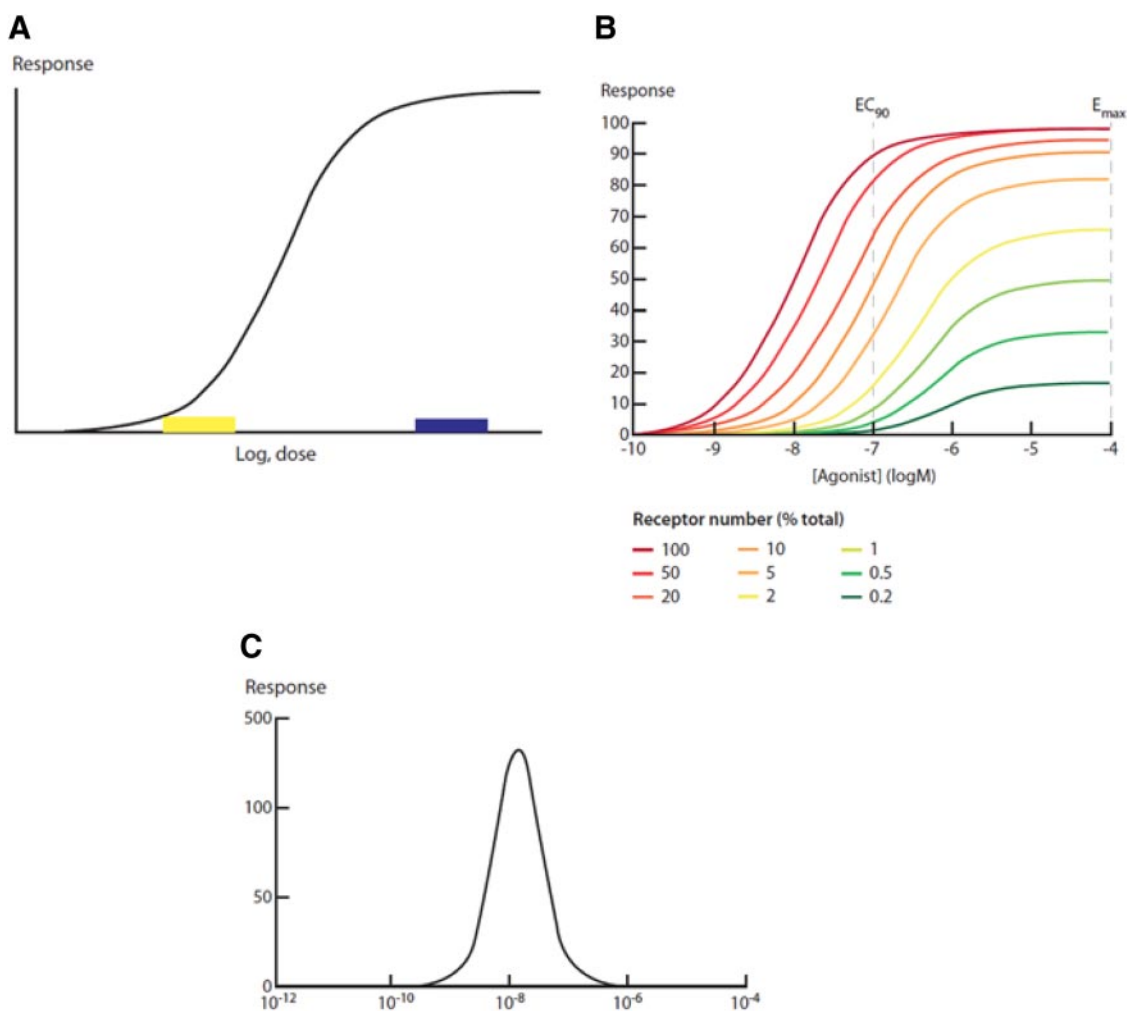 A
Response
Log, dose
B
Response
EC90
Emax
100
90
80
70
60
50
40
30
20
10
0
-10 -9 -8 -7 -6 -5 -4
[Agonist] (logM)
Receptor number (% total)
100 10 1
50 5 0.5
20 2 0.2
C
Response
500
100
50
0
10-12 10-10 10-8 10-6 10-4